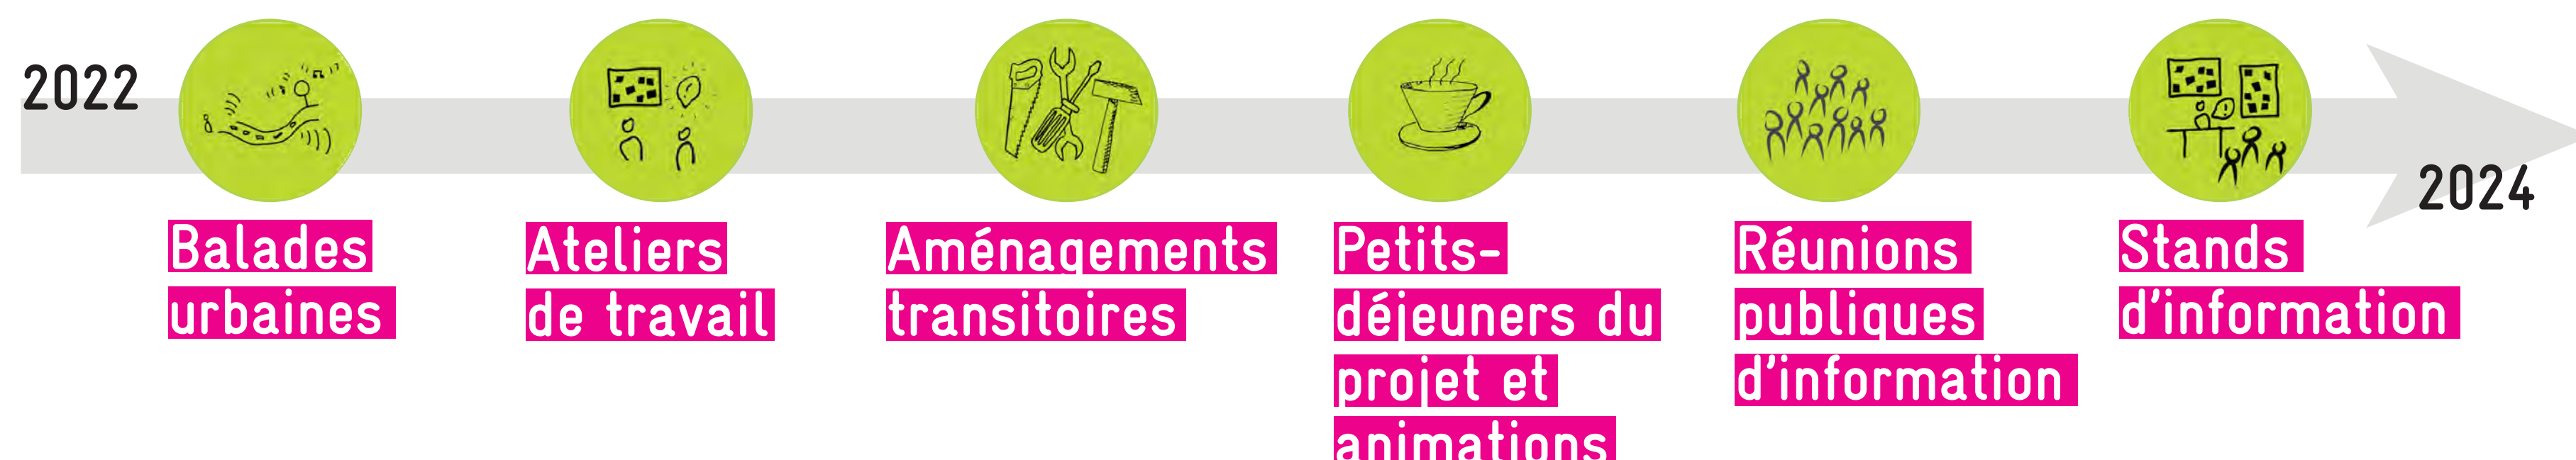 2022
Balades
urbaines
Ateliers
de travail
Aménagements
transitoires
Petits-
déjeuners du
projet et
animations
Réunions
publiques
d'information
Stands
d'information
2024